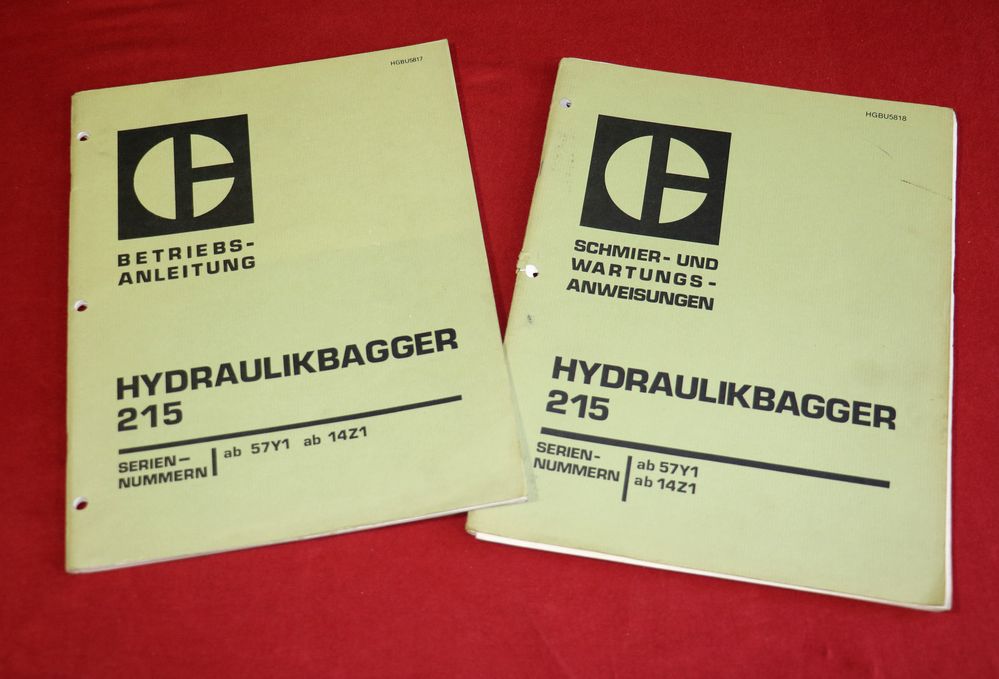 HGBU5817
BETRIEBS-
ANLEITUNG
HYDRAULIKBAGGER
215
SERIEN-
NUMMERN
ab 57Y1 ab 14Z1
HGBU5818
SCHMIER- UND
WARTUNGS-
ANWEISUNGEN
HYDRAULIKBAGGER
215
SERIEN-
NUMMERN
ab 57Y1
ab 14Z1